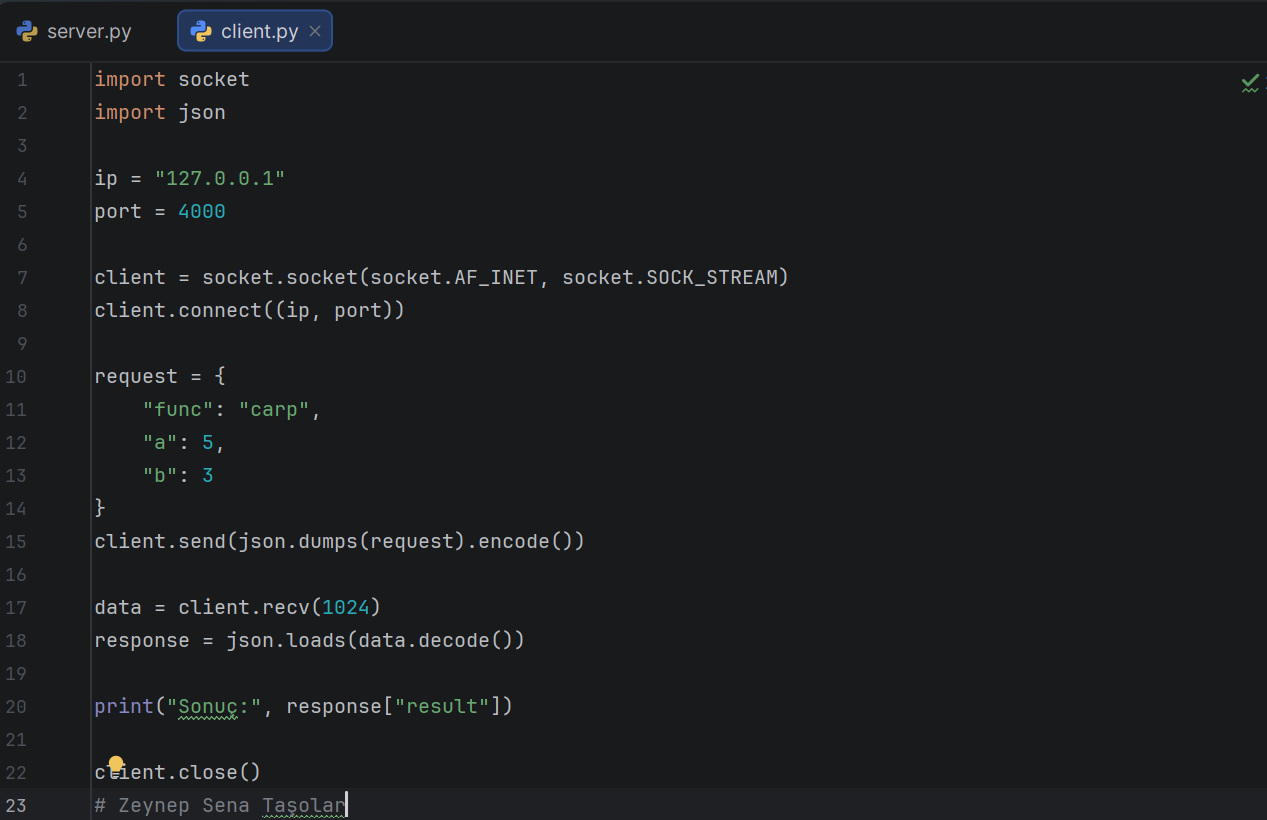 server.py
client.py
1 import socket
2 import json
3
4 ip = "127.0.0.1"
5 port = 4000
6
7 client = socket.socket(socket.AF_INET, socket.SOCK_STREAM)
8 client.connect((ip, port))
9
10 request = {
11     "func": "carp",
12     "a": 5,
13     "b": 3
14 }
15 client.send(json.dumps(request).encode())
16
17 data = client.recv(1024)
18 response = json.loads(data.decode())
19
20 print("Sonuç:", response["result"])
21
22 client.close()
23 # Zeynep Sena Taşolar